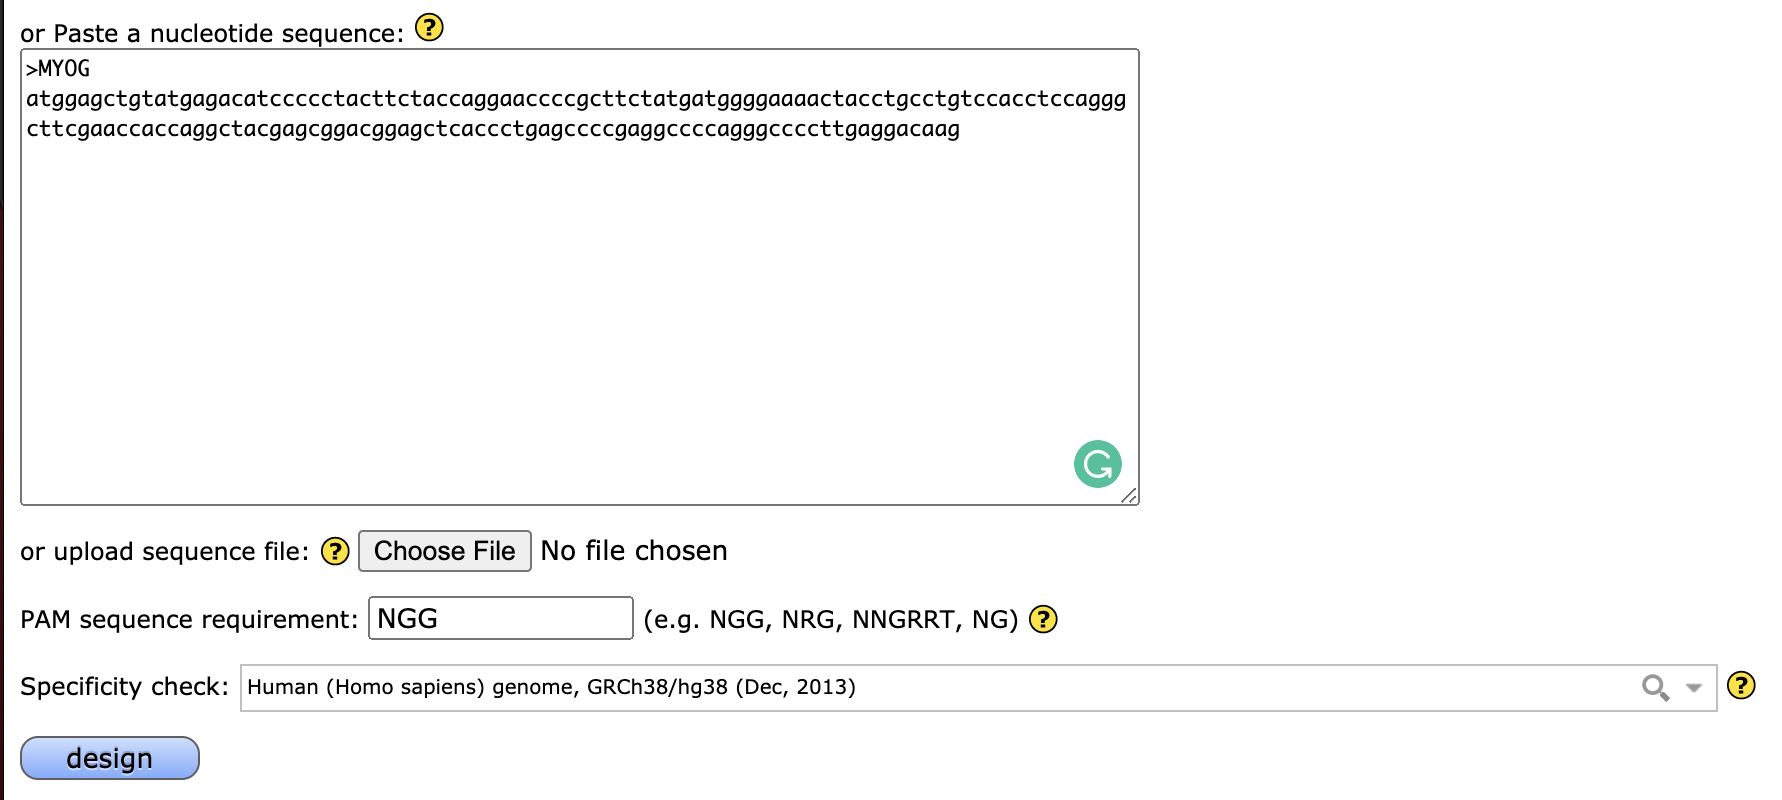 or Paste a nucleotide sequence: ?
>MYOG
atggagctgtatgagacatccccctacttctaccaggaaccccgcttctatgatggggaaaactacctgcctgtccacctccaggg
cttcgaaccaccaggctacgagcggacggagctcaccctgagccccgaggccccagggccccttgaggacaag
or upload sequence file: ? Choose File No file chosen
PAM sequence requirement: NGG (e.g. NGG, NRG, NNGRRT, NG) ?
Specificity check: Human (Homo sapiens) genome, GRCh38/hg38 (Dec, 2013) ?
design